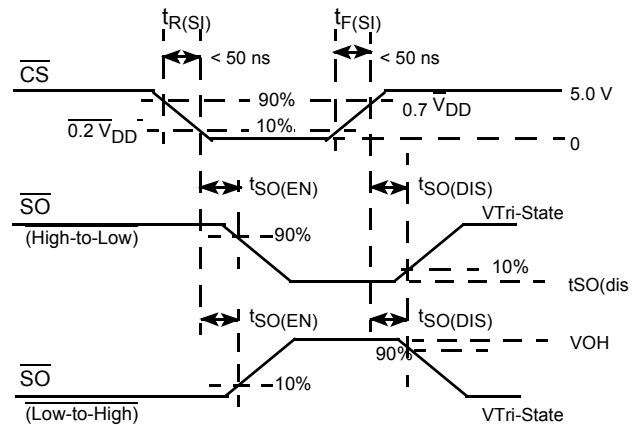 tR(SI) tF(SI)
< 50 ns < 50 ns
CS
90% 0.7 VDD 5.0 V
0.2 VDD 10% 0
tSO(EN) tSO(DIS)
SO VTri-State
(High-to-Low) 90%
10%
tSO(dis
tSO(EN) tSO(DIS)
VOH
90%
SO 10%
(Low-to-High) VTri-State